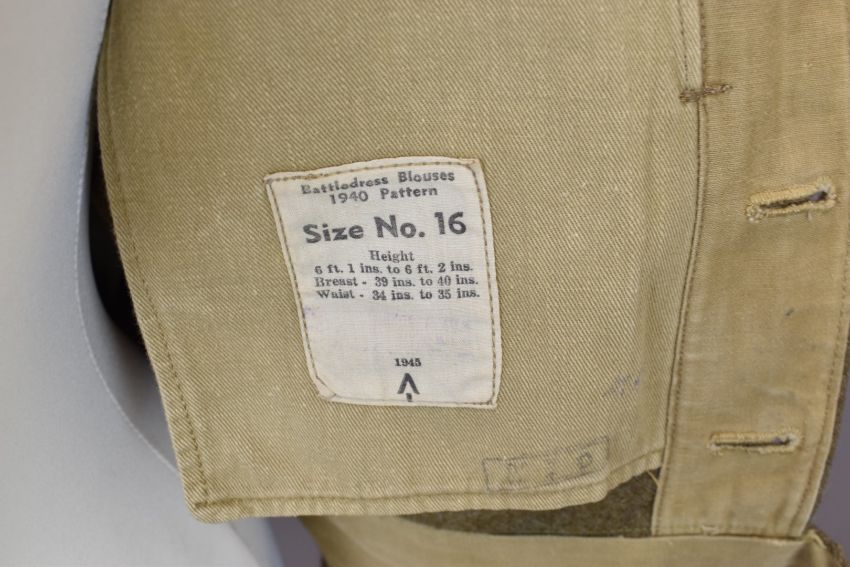 Battledress Blouses
1940 Pattern
Size No. 16
Height
6 ft. 1 ins. to 6 ft. 2 ins.
Breast - 39 ins. to 40 ins.
Waist - 34 ins. to 35 ins.
1945